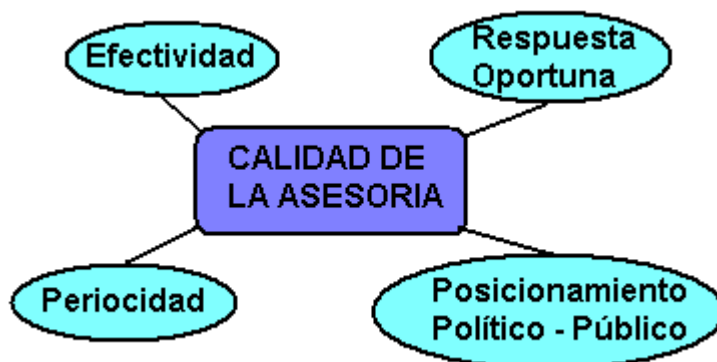 Efectividad
Respuesta
Oportuna
CALIDAD DE
LA ASESORIA
Periocidad
Posicionamiento
Político - Público